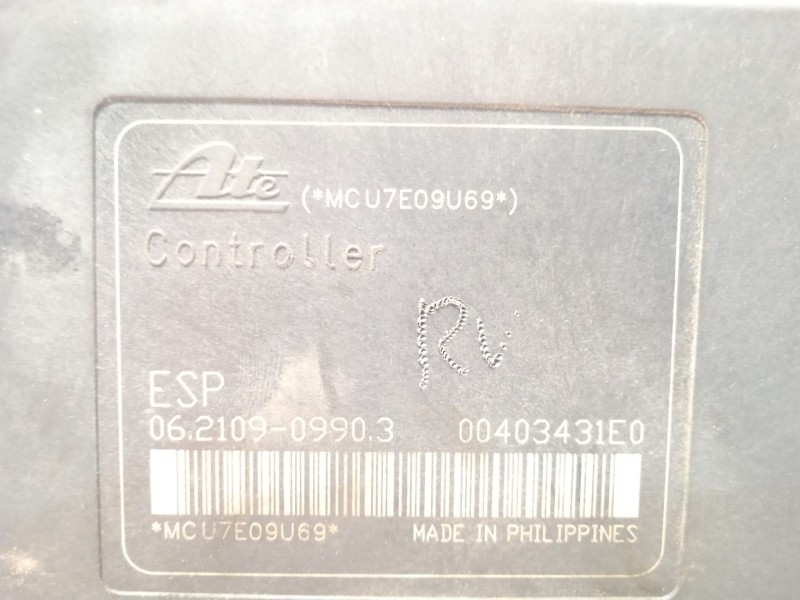 Ate (*MCU7E09U69*)
Controller
RV
ESP
06.2109-0990.3 00403431E0
*MCU7E09U69* MADE IN PHILIPPINES